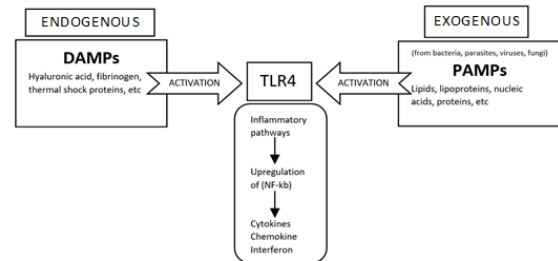 ENDOGENOUS
DAMPs
Hyaluronic acid, fibrinogen,
thermal shock proteins, etc
ACTIVATION
TLR4
ACTIVATION
EXOGENOUS
(from bacteria, parasites, viruses, fungi)
PAMPs
Lipids, lipoproteins, nucleic
acids, proteins, etc
Inflammatory
pathways
Upregulation
of (NF-kb)
Cytokines
Chemokine
Interferon